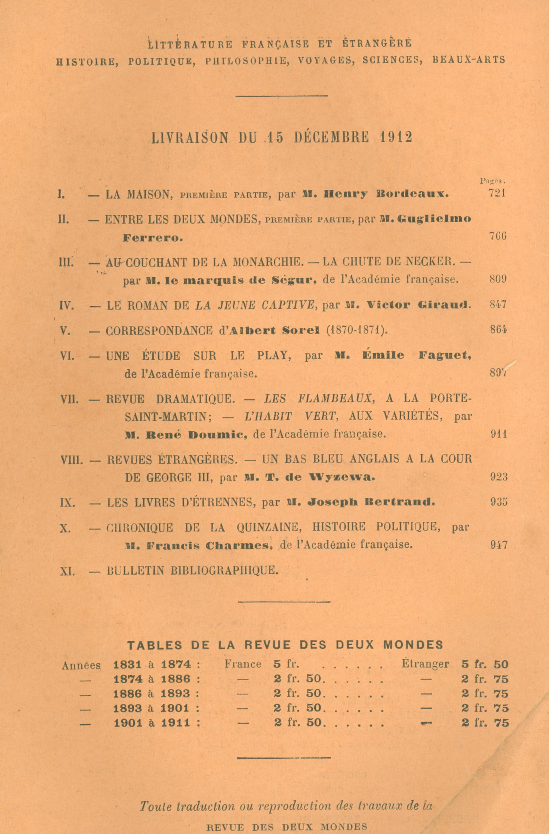 LITTÉRATURE FRANÇAISE ET ÉTRANGÈRE
HISTOIRE, POLITIQUE, PHILOSOPHIE, VOYAGES, SCIENCES, BEAUX-ARTS
LIVRAISON DU 15 DÉCEMBRE 1912
Pages.
I. — LA MAISON, PREMIÈRE PARTIE, par M. Henry Bordeaux. 721
II. — ENTRE LES DEUX MONDES, PREMIÈRE PARTIE, par M. Guglielmo
Ferrero. 766
III. — AU COUCHANT DE LA MONARCHIE. — LA CHUTE DE NECKER. —
par M. le marquis de Ségur, de l'Académie française. 809
IV. — LE ROMAN DE LA JEUNE CAPTIVE, par M. Victor Giraud. 847
V. — CORRESPONDANCE d'Albert Sorel (1870-1871). 864
VI. — UNE ÉTUDE SUR LE PLAY, par M. Émile Faguet,
de l'Académie française. 897
VII. — REVUE DRAMATIQUE. — LES FLAMBEAUX, A LA PORTE-
SAINT-MARTIN; — L'HABIT VERT, AUX VARIÉTÉS, par
M. René Doumic, de l'Académie française. 911
VIII. — REVUES ÉTRANGÈRES. — UN BAS BLEU ANGLAIS A LA COUR
DE GEORGE III, par M. T. de Wyzewa. 923
IX. — LES LIVRES D'ÉTRENNES, par M. Joseph Bertrand. 935
X. — CHRONIQUE DE LA QUINZAINE, HISTOIRE POLITIQUE, par
M. Francis Charmes, de l'Académie française. 947
XI. — BULLETIN BIBLIOGRAPHIQUE.
TABLES DE LA REVUE DES DEUX MONDES
Années 1831 à 1874 : France 5 fr. . . . . . . Étranger 5 fr. 50
— 1874 à 1886 : — 2 fr. 50. . . . . . — 2 fr. 75
— 1886 à 1893 : — 2 fr. 50. . . . . . — 2 fr. 75
— 1893 à 1901 : — 2 fr. 50. . . . . . — 2 fr. 75
— 1901 à 1911 : — 2 fr. 50. . . . . . — 2 fr. 75
Toute traduction ou reproduction des travaux de la
REVUE DES DEUX MONDES